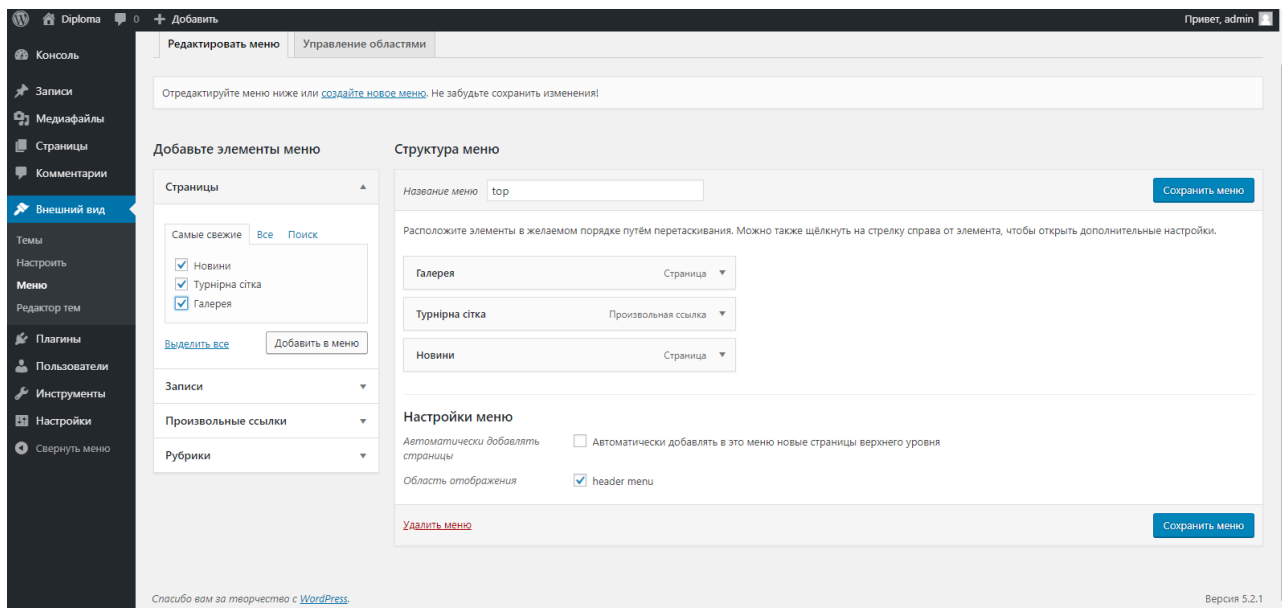 Diploma 0 Добавить Привет, admin
Консоль
Записи
Медиафайлы
Страницы
Комментарии
Внешний вид
Темы
Настроить
Меню
Редактор тем
Плагины
Пользователи
Инструменты
Настройки
Свернуть меню
Редактировать меню Управление областями
Отредактируйте меню ниже или создайте новое меню. Не забудьте сохранить изменения!
Добавьте элементы меню
Страницы
Самые свежие Все Поиск
Новини
Турнірна сітка
Галерея
Выделить все Добавить в меню
Записи
Произвольные ссылки
Рубрики
Структура меню
Название меню top Сохранить меню
Расположите элементы в желаемом порядке путём перетаскивания. Можно также щёлкнуть на стрелку справа от элемента, чтобы открыть дополнительные настройки.
Галерея Страница
Турнірна сітка Произвольная ссылка
Новини Страница
Настройки меню
Автоматически добавлять Автоматически добавлять в это меню новые страницы верхнего уровня
страницы
Область отображения header menu
Удалить меню Сохранить меню
Спасибо вам за творчество с WordPress. Версия 5.2.1